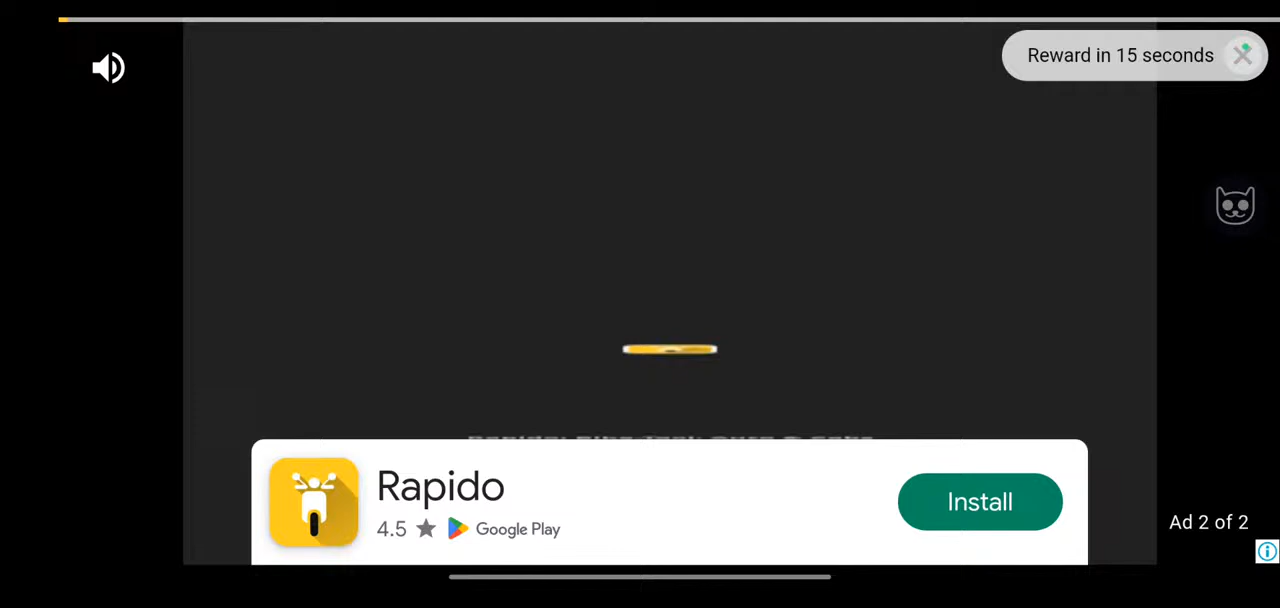 Reward in 15 seconds
Rapido
4.5 ★ Google Play
Install
Ad 2 of 2